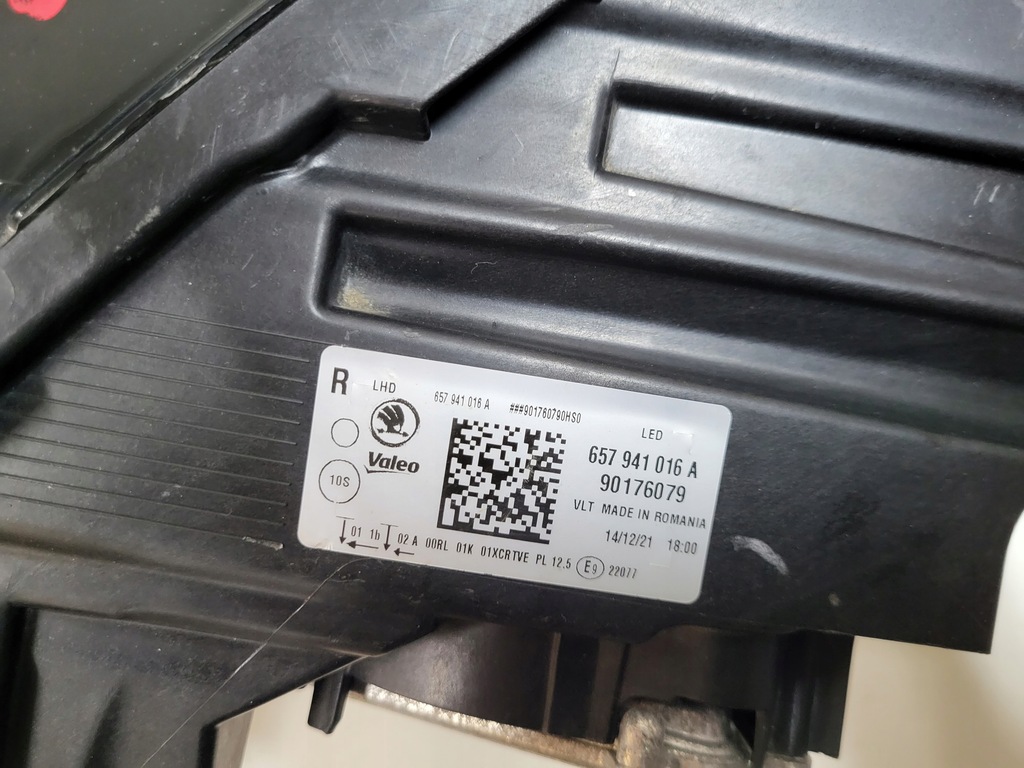 R LHD 657 941 016 A ###901760790HS0
LED
Valeo
657 941 016 A
90176079
10S
VLT MADE IN ROMANIA
14/12/21 18:00
01 1b 02 A 00RL 01K 01XCRTVE PL 12.5 E9 22077